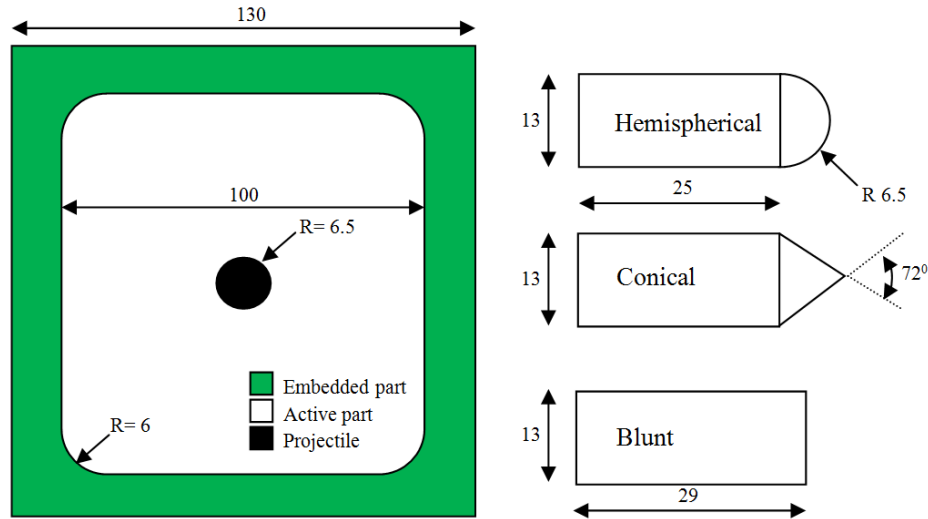 130
100
R= 6.5
Embedded part
Active part
Projectile
R= 6
13
Hemispherical
25
R 6.5
13
Conical
72⁰
13
Blunt
29